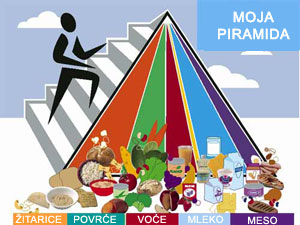 MOJA
PIRAMIDA
ŽITARICE POVRĆE VOĆE MLEKO MESO